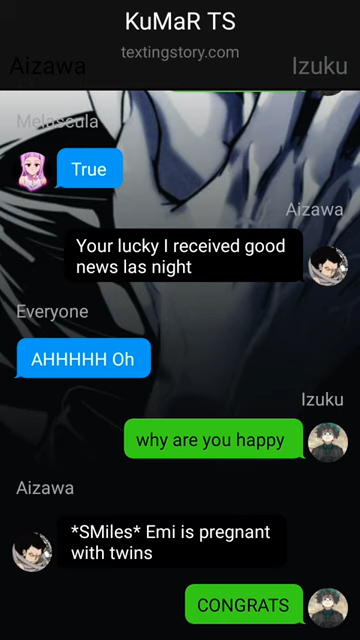 KuMaR TS
textingstory.com
Aizawa
Izuku
Melascula
True
Aizawa
Your lucky I received good
news las night
Everyone
AHHHHH Oh
Izuku
why are you happy
Aizawa
*SMiles* Emi is pregnant
with twins
CONGRATS